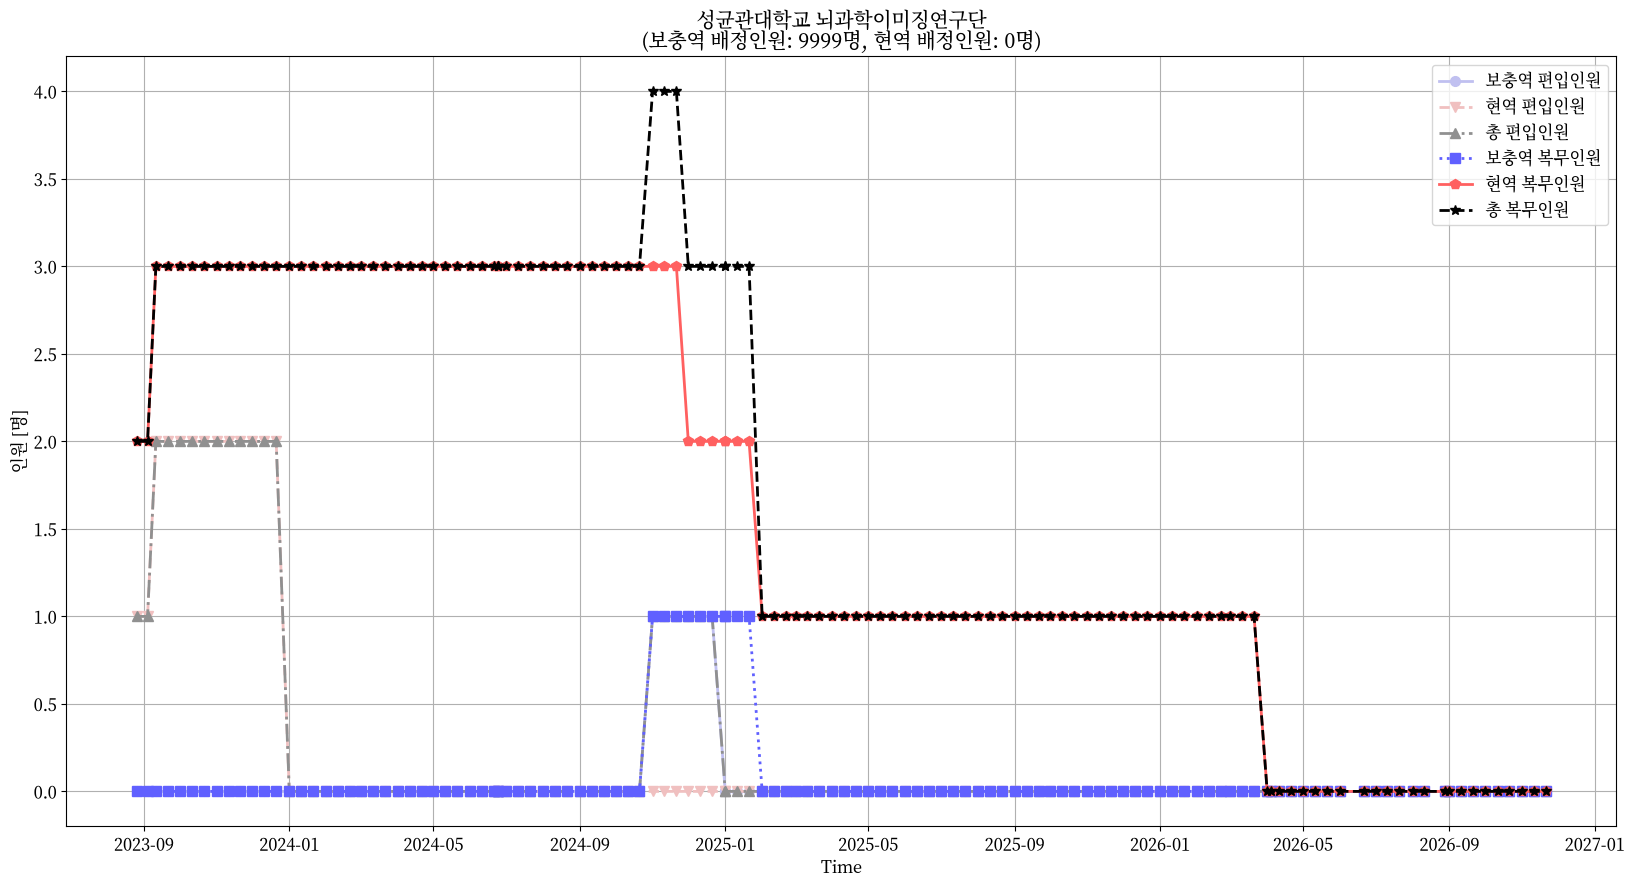 성균관대학교 뇌과학이미징연구단
(보충역 배정인원: 9999명, 현역 배정인원: 0명)
보충역 편입인원
현역 편입인원
총 편입인원
보충역 복무인원
현역 복무인원
총 복무인원
4.0
3.5
3.0
2.5
2.0
1.5
1.0
0.5
0.0
인원 [명]
2023-09
2024-01
2024-05
2024-09
2025-01
2025-05
2025-09
2026-01
2026-05
2026-09
2027-01
Time